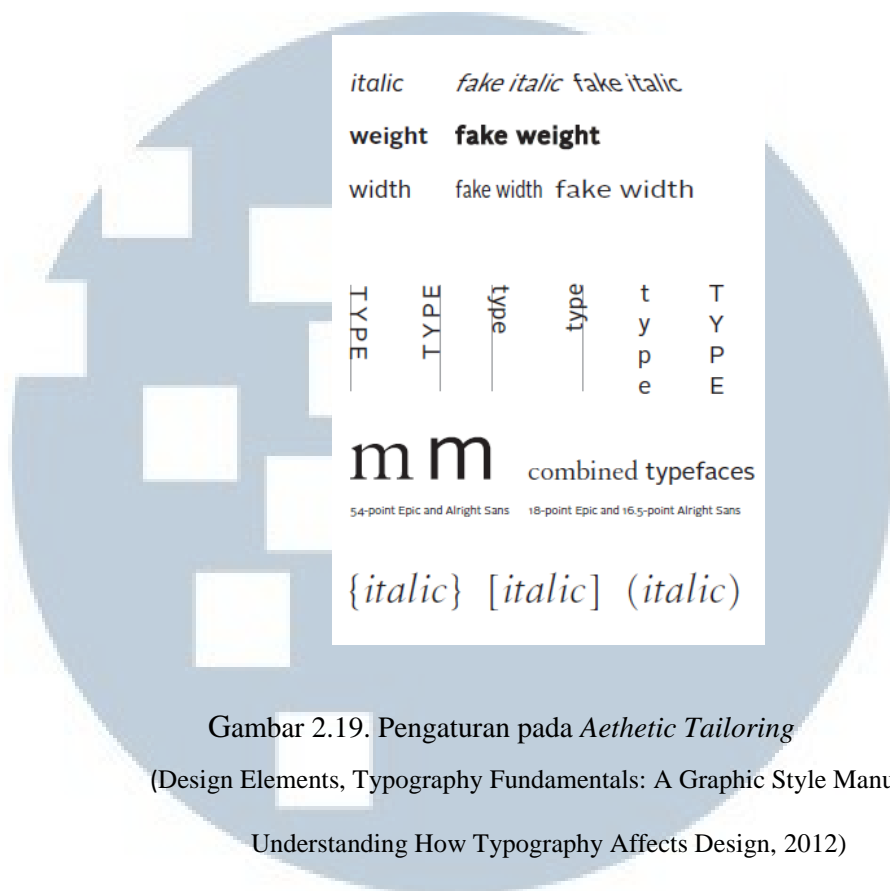 italic fake italic fake italic
weight fake weight
width fake width fake width
TYPE TYPE type type type TYPE
m m combined typefaces
54-point Epic and Alright Sans 18-point Epic and 16.5-point Alright Sans
{italic} [italic] (italic)
Gambar 2.19. Pengaturan pada Aethetic Tailoring
(Design Elements, Typography Fundamentals: A Graphic Style Manu
Understanding How Typography Affects Design, 2012)